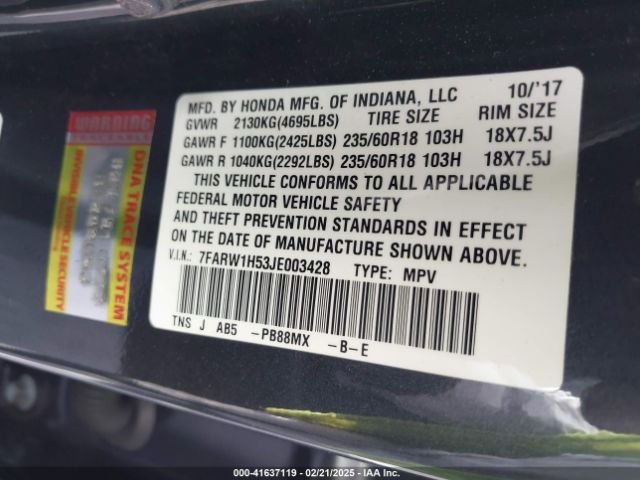 MFD. BY HONDA MFG. OF INDIANA, LLC 10/'17
GVWR 2130KG(4695LBS) TIRE SIZE RIM SIZE
GAWR F 1100KG(2425LBS) 235/60R18 103H 18X7.5J
GAWR R 1040KG(2292LBS) 235/60R18 103H 18X7.5J
THIS VEHICLE CONFORMS TO ALL APPLICABLE
FEDERAL MOTOR VEHICLE SAFETY
AND THEFT PREVENTION STANDARDS IN EFFECT
ON THE DATE OF MANUFACTURE SHOWN ABOVE.
V.I.N.: 7FARW1H53JE003428 TYPE: MPV
TNS J AB5 -PB88MX -B-E
WARNING
DNA TRACE SYSTEM
INVISIBLE VEHICLE
SECURITY
000-41637119 - 02/21/2025 - IAA Inc.